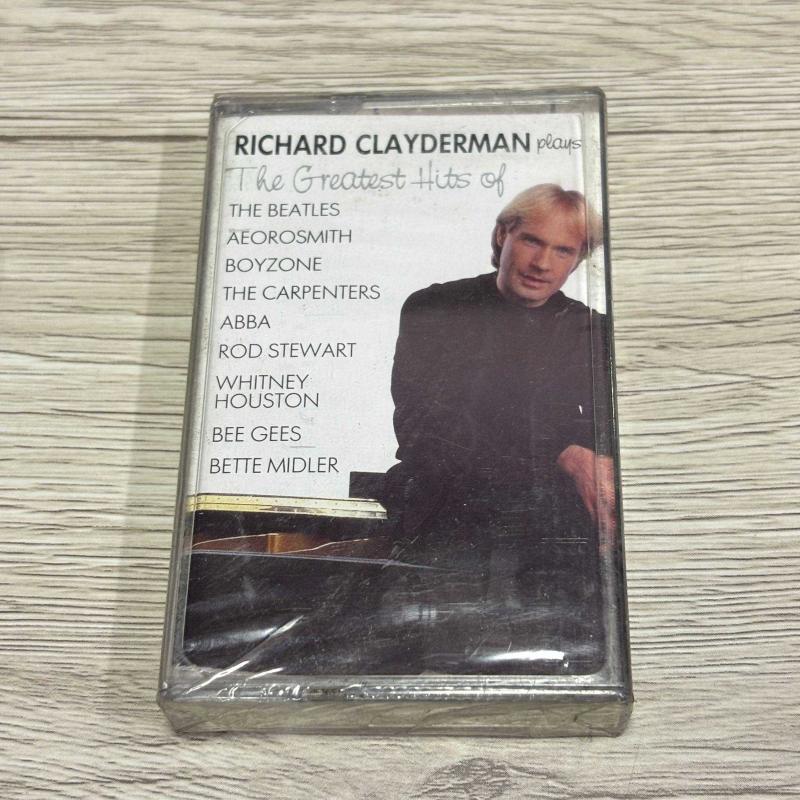 RICHARD CLAYDERMAN plays
The Greatest Hits of
THE BEATLES
AEOROSMITH
BOYZONE
THE CARPENTERS
ABBA
ROD STEWART
WHITNEY
HOUSTON
BEE GEES
BETTE MIDLER